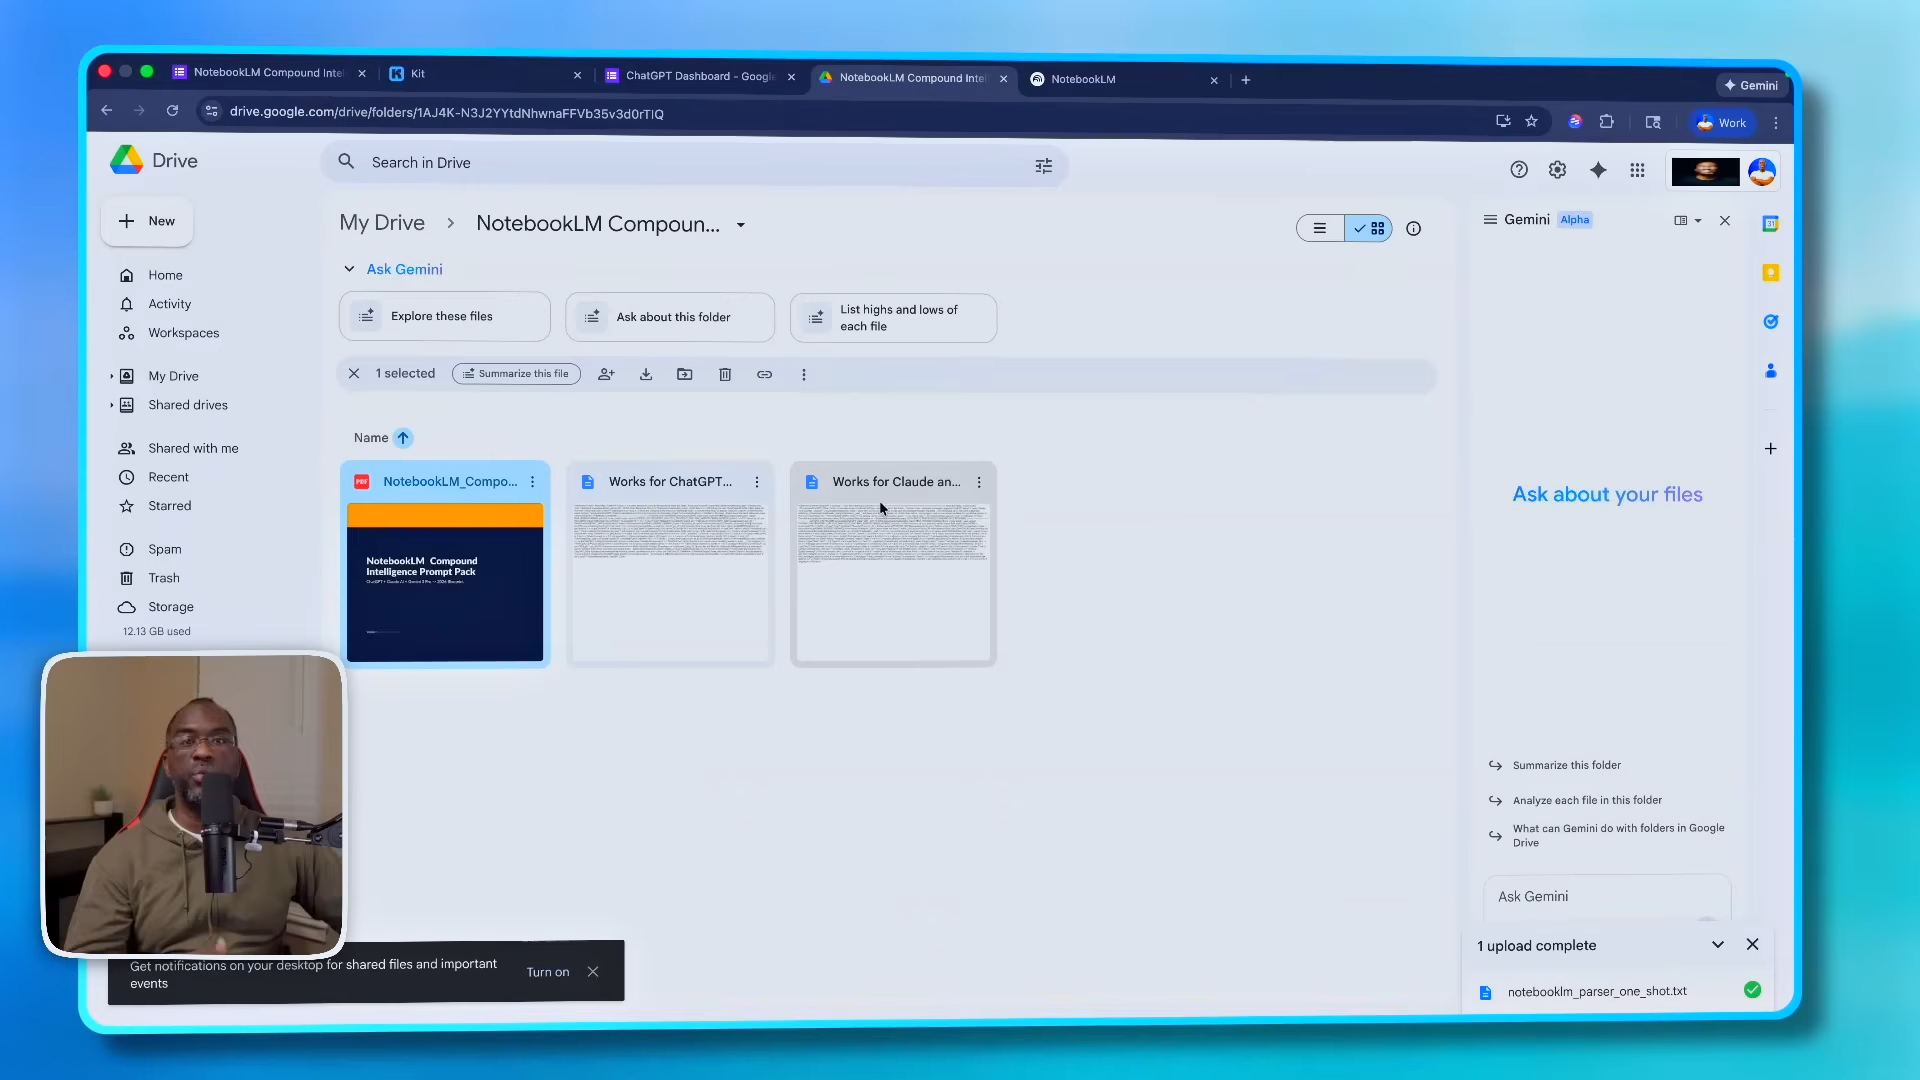 NotebookLM Compound Inte
Kit
ChatGPT Dashboard - Google
NotebookLM Compound Inte
NotebookLM
Gemini
drive.google.com/drive/folders/1AJ4K-N3J2YYtdNhwnaFFVb35v3d0rTIQ
Work
Drive
Search in Drive
New
My Drive
NotebookLM Compoun...
Gemini
Alpha
Ask Gemini
Home
Activity
Workspaces
Explore these files
Ask about this folder
List highs and lows of
each file
My Drive
Shared drives
1 selected
Summarize this file
Name
Shared with me
Recent
Starred
Spam
Trash
Storage
12.13 GB used
NotebookLM_Compo...
Works for ChatGPT...
Works for Claude an...
NotebookLM Compound
Intelligence Prompt Pack
Ask about your files
Summarize this folder
Analyze each file in this folder
What can Gemini do with folders in Google
Drive
Ask Gemini
1 upload complete
notebooklm_parser_one_shot.txt
Get notifications on your desktop for shared files and important
events
Turn on